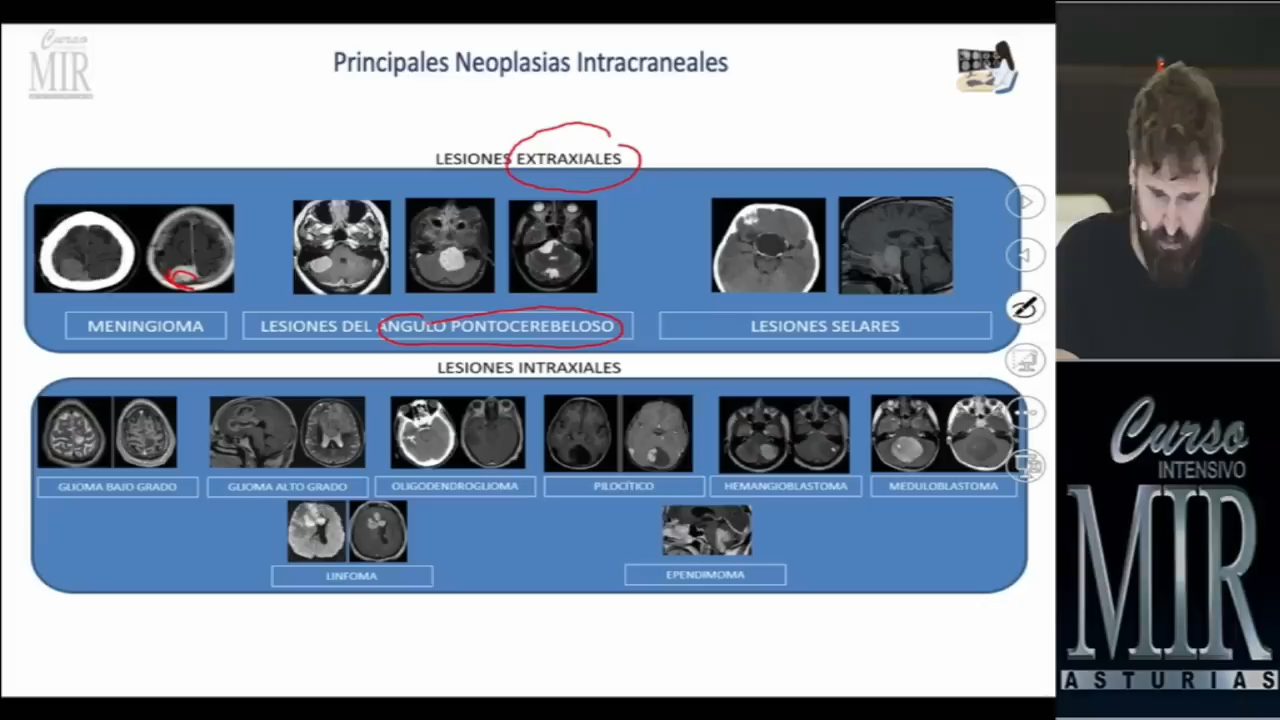 Curso
MIR
Principales Neoplasias Intracraneales
LESIONES EXTRAXIALES
MENINGIOMA
LESIONES DEL ÁNGULO PONTOCEREBELOSO
LESIONES SELARES
LESIONES INTRAXIALES
GLIOMA BAJO GRADO
GLIOMA ALTO GRADO
OLIGODENDROGLIOMA
PILOCÍTICO
HEMANGIOBLASTOMA
MEDULOBLASTOMA
LINFOMA
EPENDIMOMA
Curso
INTENSIVO
MIR
ASTURIAS